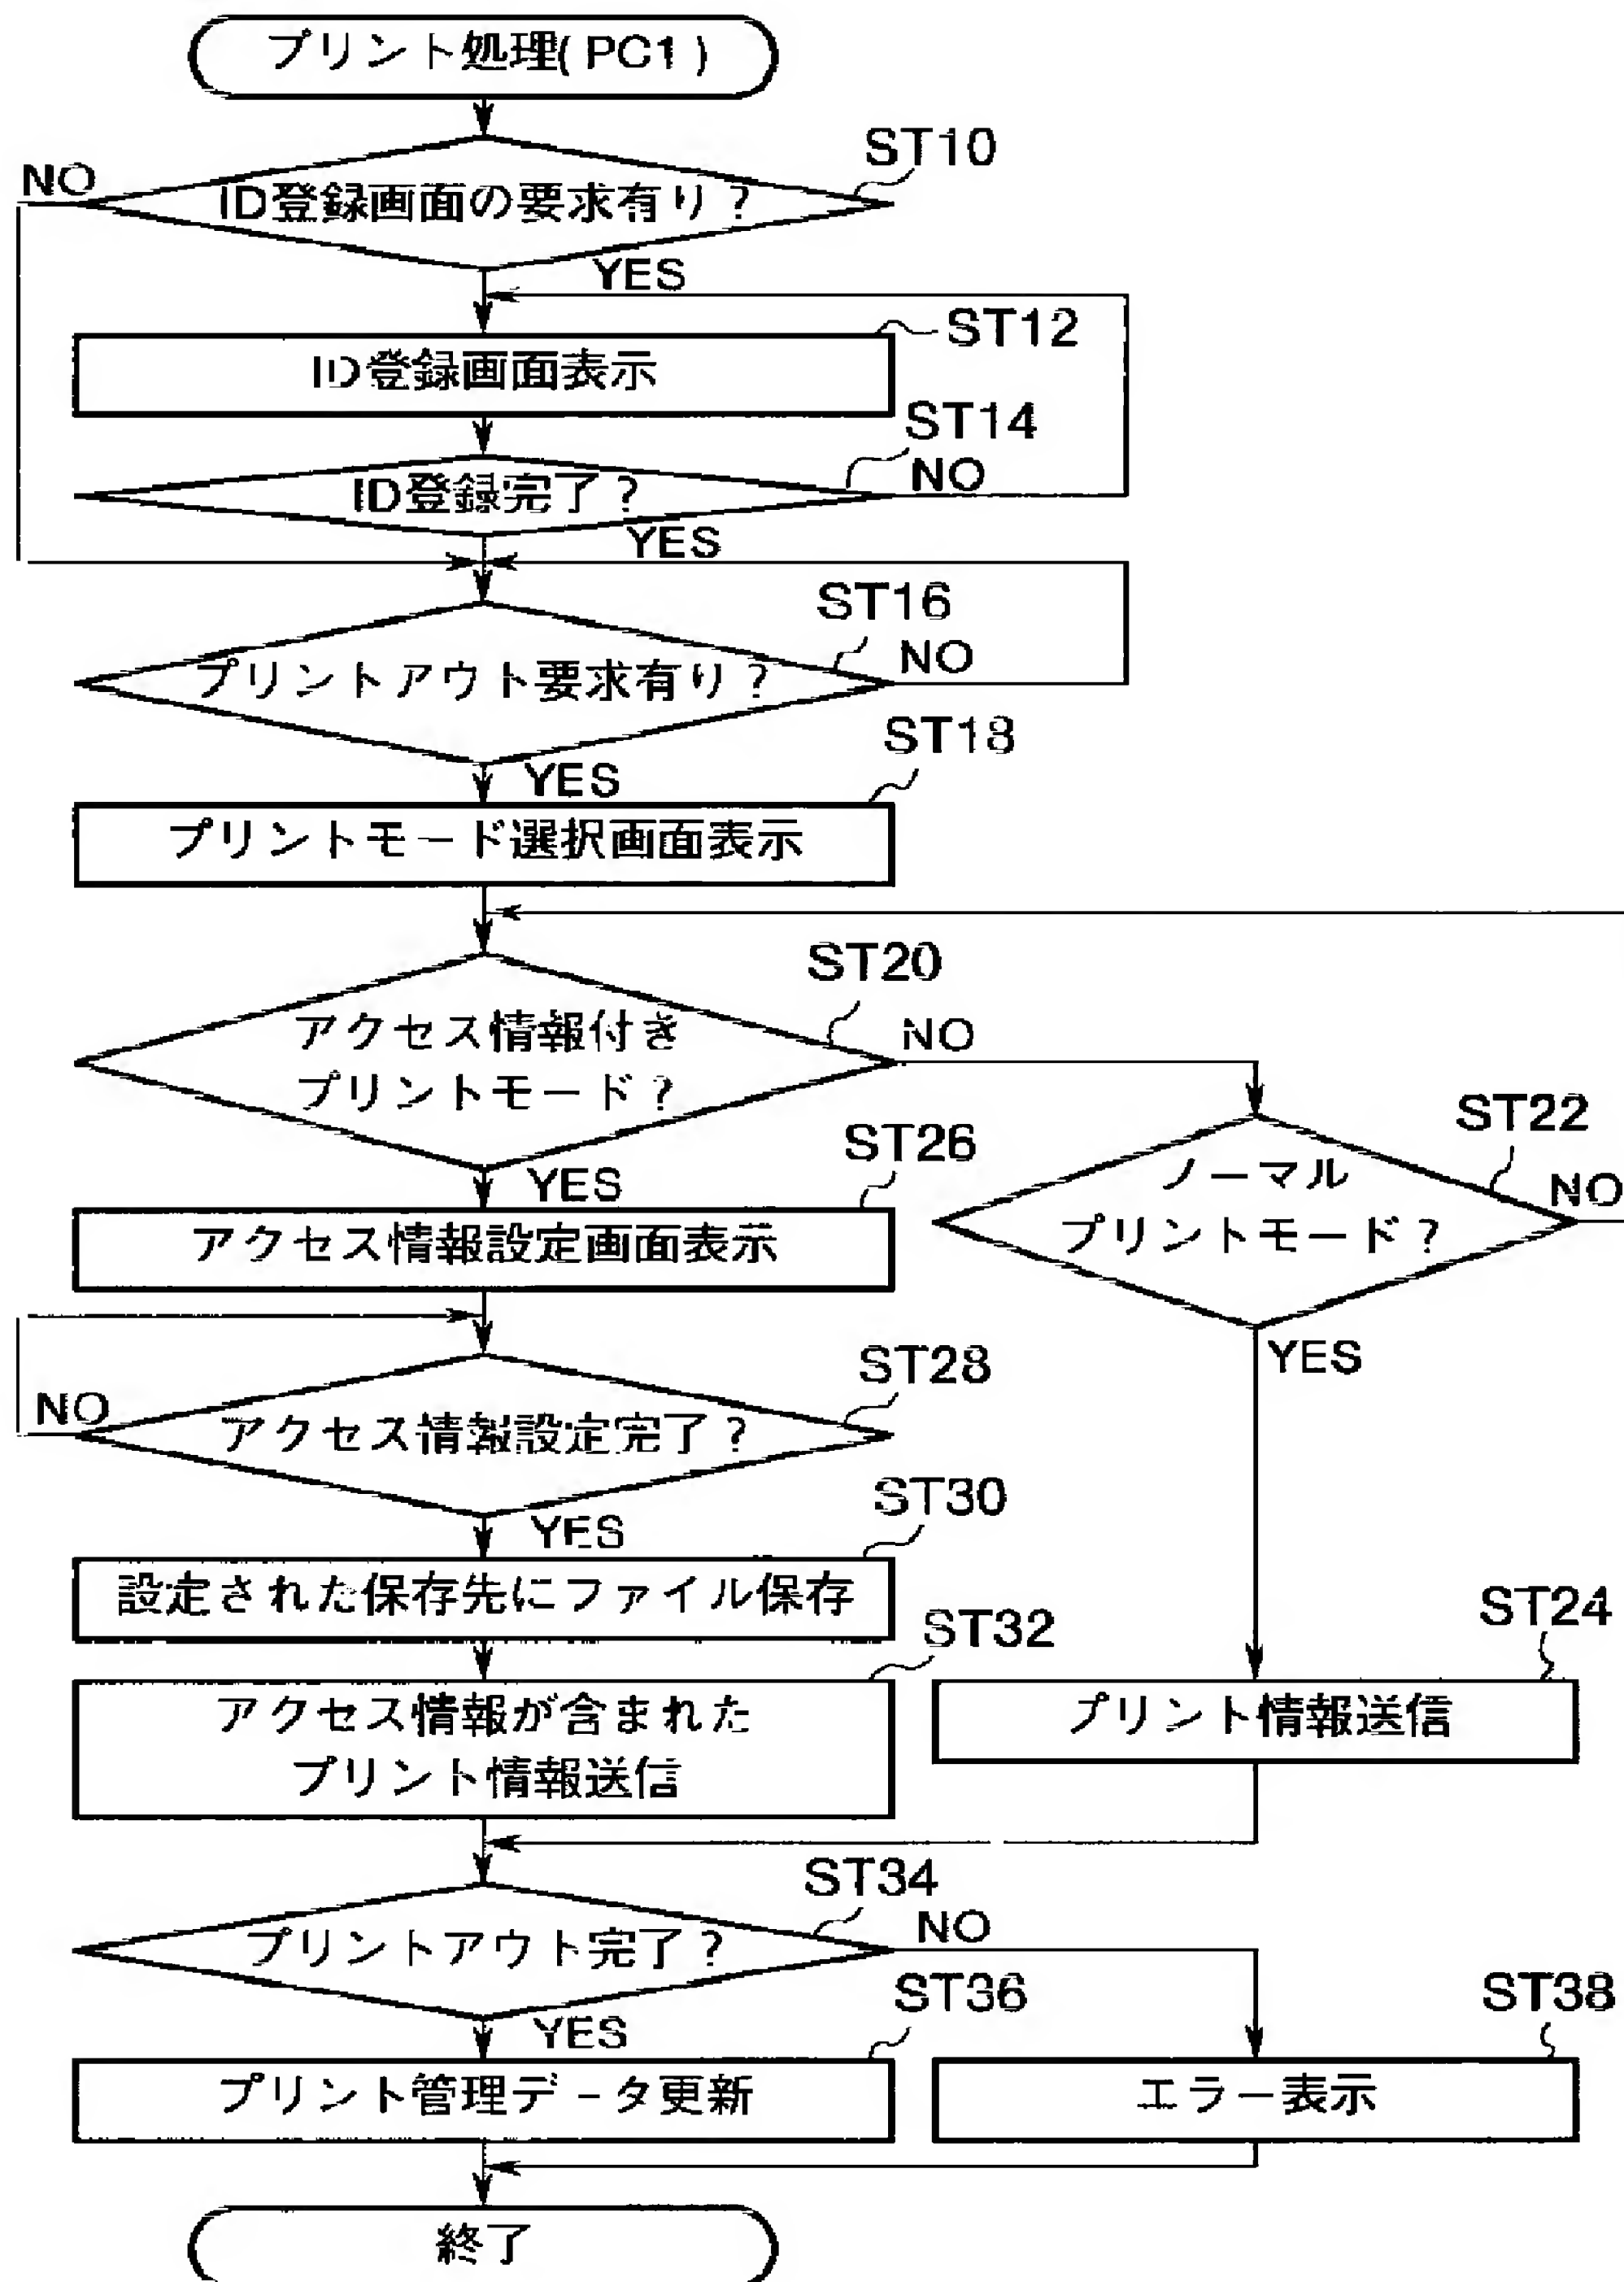 プリント処理(PC1)
ST10
NO
ID登録画面の要求有り?
YES
ST12
ID登録画面表示
ST14
ID登録完了?
NO
YES
ST16
プリントアウト要求有り?
NO
ST18
YES
プリントモード選択画面表示
ST20
アクセス情報付き
プリントモード?
NO
ST22
ノーマル
プリントモード?
NO
YES
ST26
YES
アクセス情報設定画面表示
ST28
NO
アクセス情報設定完了?
ST30
YES
設定された保存先にファイル保存
ST32
アクセス情報が含まれた
プリント情報送信
ST24
プリント情報送信
ST34
プリントアウト完了?
NO
ST36
YES
プリント管理データ更新
ST38
エラー表示
終了